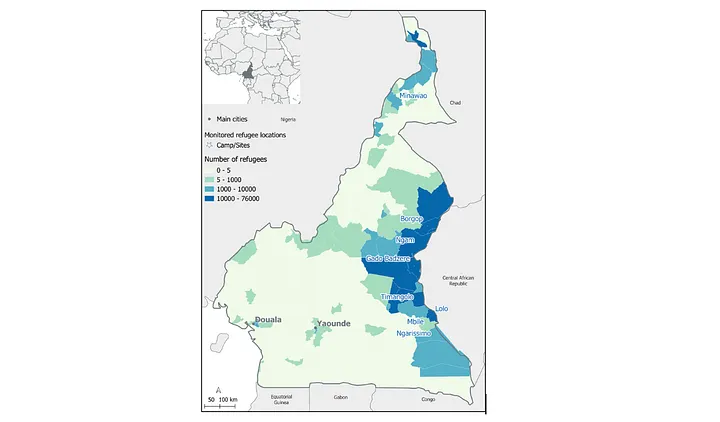 Main cities
Nigeria
Monitored refugee locations
Camp/Sites
Number of refugees
0 - 5
5 - 1000
1000 - 10000
10000 - 76000
Minawao
Chad
Borgop
Ngam
Gado Badzere
Central African
Republic
Timangolo
Lolo
Mbile
Ngarissimo
Douala
Yaounde
50 100 km
Equatorial
Guinea
Gabon
Congo